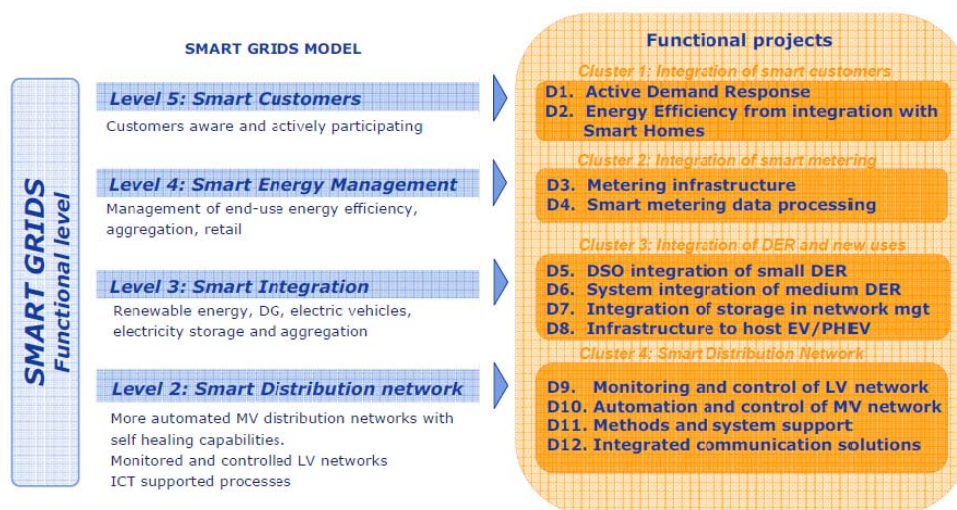 SMART GRIDS
Functional level
SMART GRIDS MODEL
Level 5: Smart Customers
Customers aware and actively participating
Level 4: Smart Energy Management
Management of end-use energy efficiency,
aggregation, retail
Level 3: Smart Integration
Renewable energy, DG, electric vehicles,
electricity storage and aggregation
Level 2: Smart Distribution network
More automated MV distribution networks with
self healing capabilities.
Monitored and controlled LV networks
ICT supported processes
Functional projects
Cluster 1: Integration of smart customers
D1. Active Demand Response
D2. Energy Efficiency from integration with
Smart Homes
Cluster 2: Integration of smart metering
D3. Metering infrastructure
D4. Smart metering data processing
Cluster 3: Integration of DER and new uses
D5. DSO integration of small DER
D6. System integration of medium DER
D7. Integration of storage in network mgt
D8. Infrastructure to host EV/PHEV
Cluster 4: Smart Distribution Network
D9. Monitoring and control of LV network
D10. Automation and control of MV network
D11. Methods and system support
D12. Integrated communication solutions